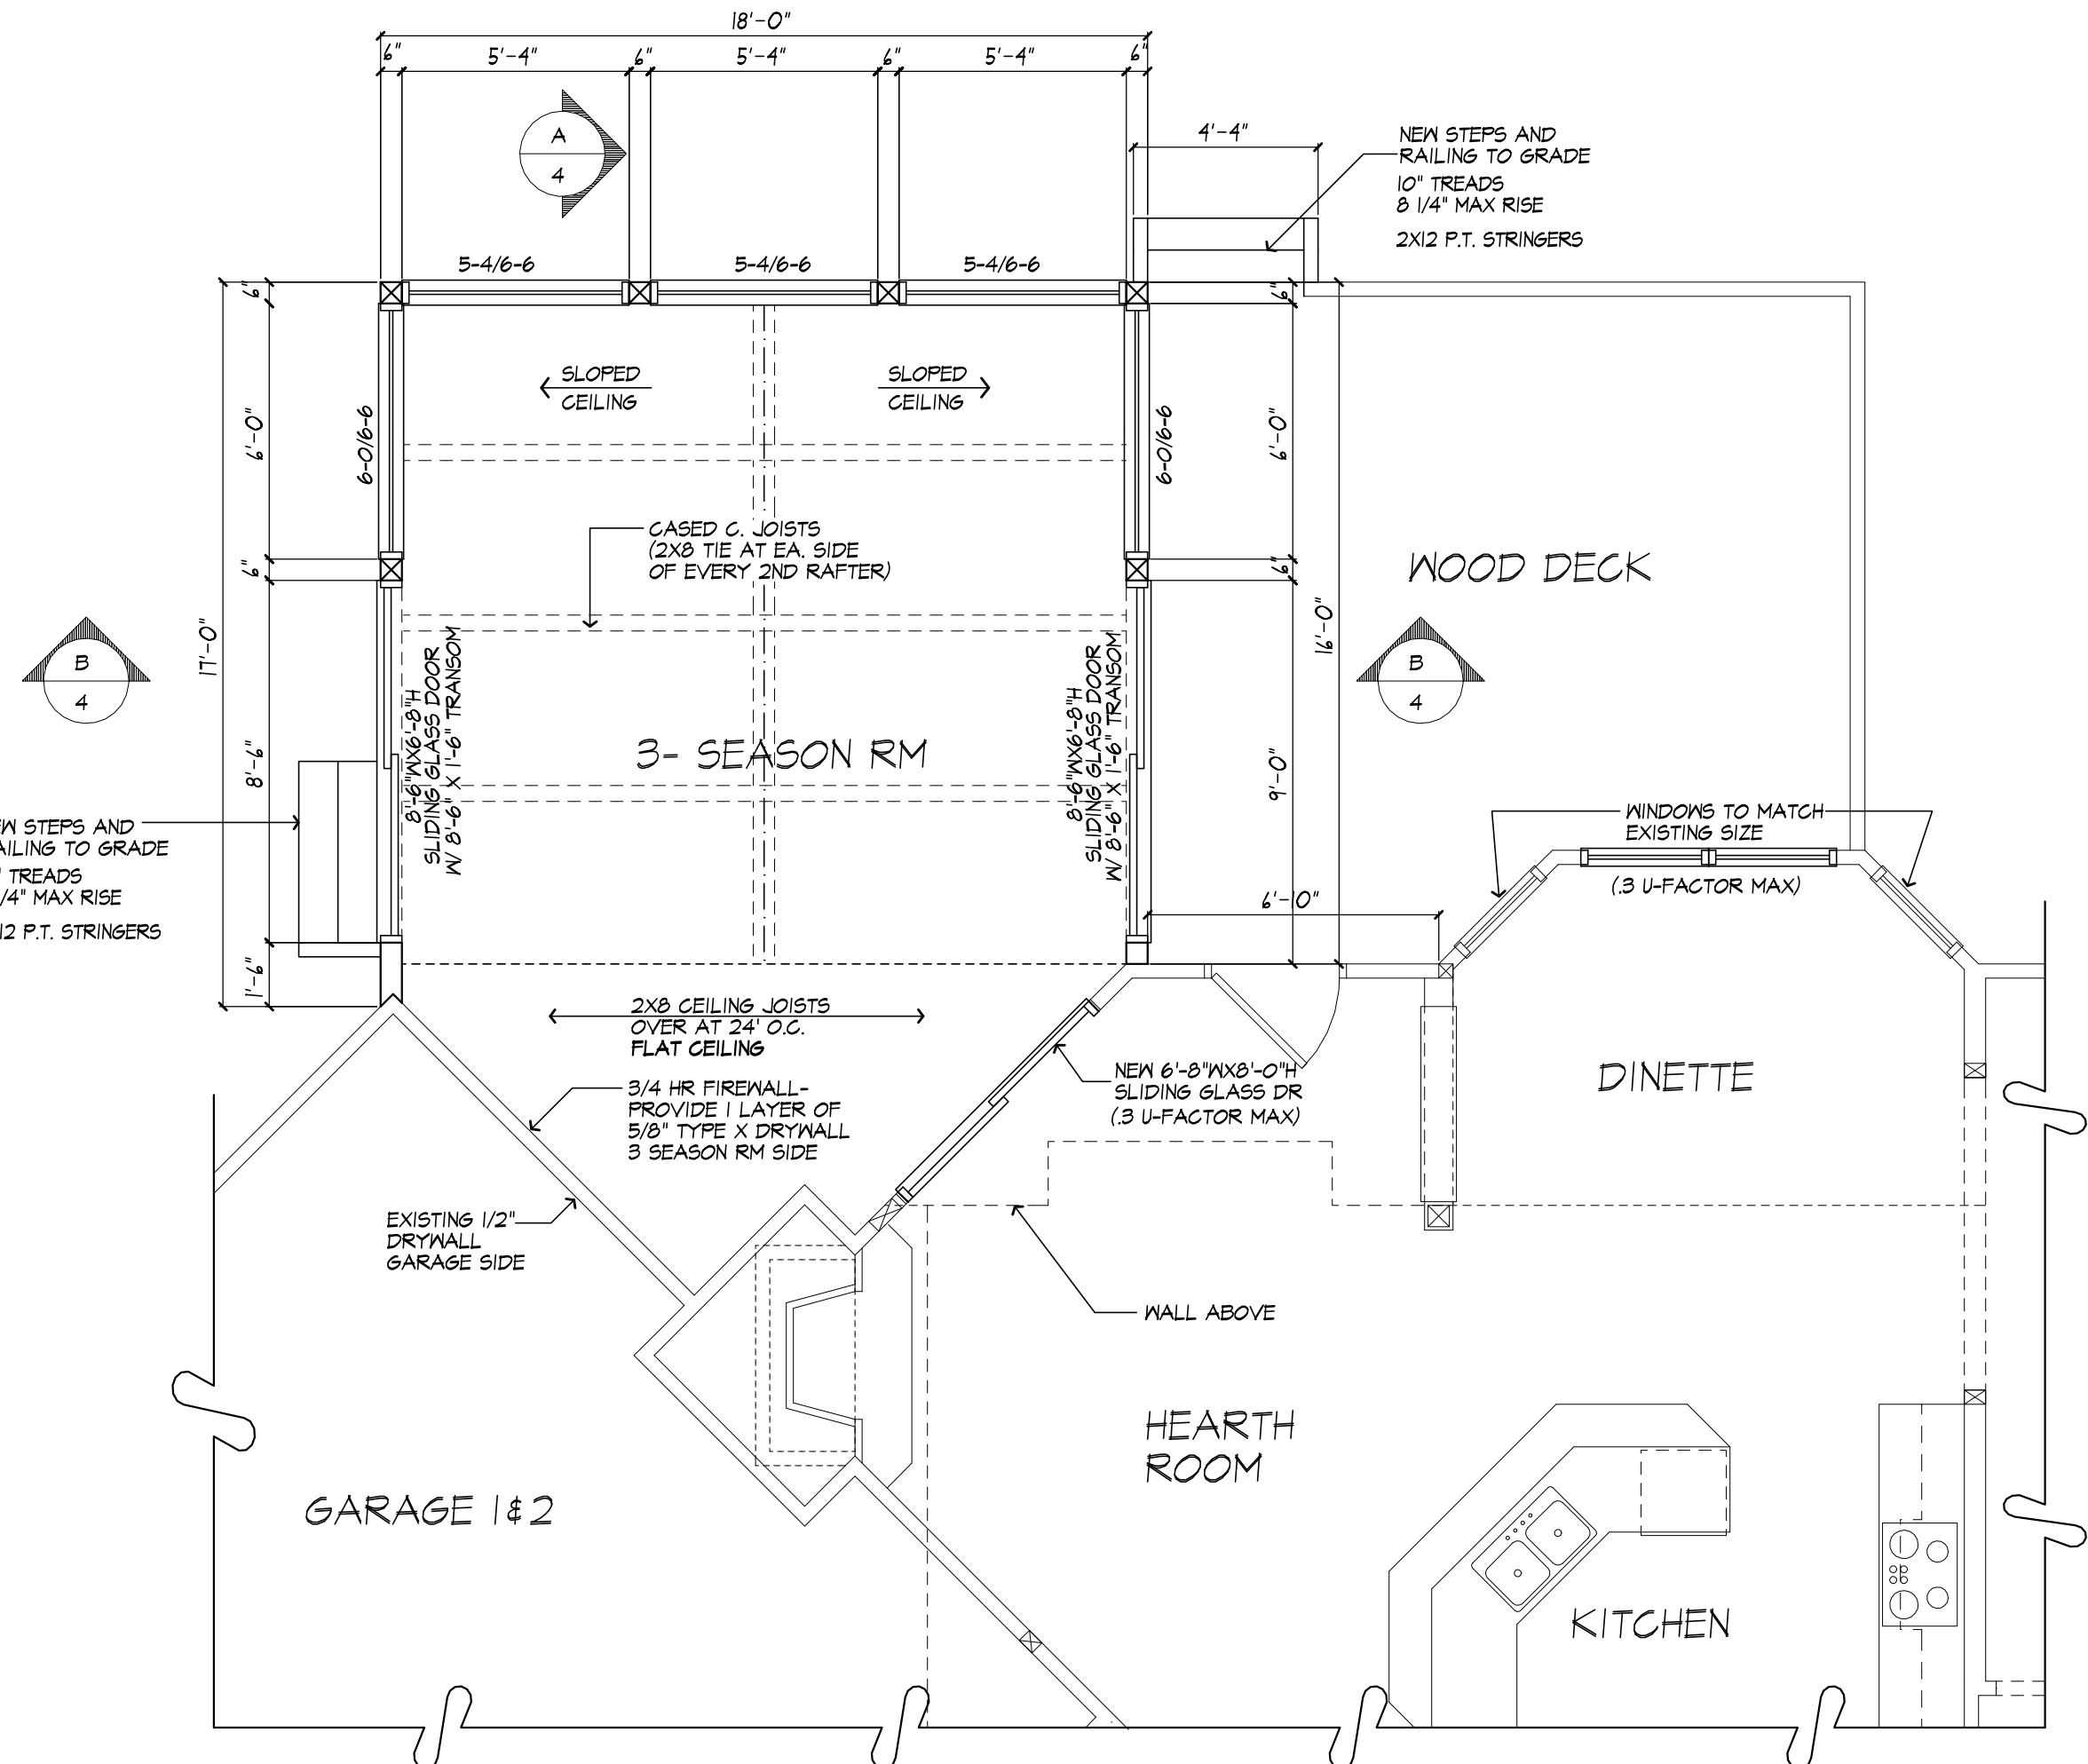 18'-0"
6" 5'-4" 6" 5'-4" 6" 5'-4" 6"
A
4
4'-4"
NEW STEPS AND
RAILING TO GRADE
10" TREADS
8 1/4" MAX RISE
2X12 P.T. STRINGERS
5-4/6-6 5-4/6-6 5-4/6-6
6"
6"
SLOPED
CEILING
SLOPED
CEILING
6'-0"
6-0/6-6
6-0/6-6
6'-0"
CASED C. JOISTS
(2X8 TIE AT EA. SIDE
OF EVERY 2ND RAFTER)
6"
6"
WOOD DECK
17'-0"
16'-0"
B
4
B
4
8'-6"WX6'-8"H
SLIDING GLASS DOOR
W/ 8'-6" X 1'-6" TRANSOM
8'-6"WX6'-8"H
SLIDING GLASS DOOR
W/ 8'-6" X 1'-6" TRANSOM
3- SEASON RM
8'-6"
9'-0"
STEPS AND
TO GRADE
TREADS
MAX RISE
P.T. STRINGERS
WINDOWS TO MATCH
EXISTING SIZE
(.3 U-FACTOR MAX)
6'-10"
1'-6"
2X8 CEILING JOISTS
OVER AT 24' O.C.
FLAT CEILING
3/4 HR FIREWALL-
PROVIDE 1 LAYER OF
5/8" TYPE X DRYWALL
3 SEASON RM SIDE
NEW 6'-8"WX8'-0"H
SLIDING GLASS DR
(.3 U-FACTOR MAX)
DINETTE
EXISTING 1/2"
DRYWALL
GARAGE SIDE
WALL ABOVE
HEARTH
ROOM
GARAGE 1&2
KITCHEN